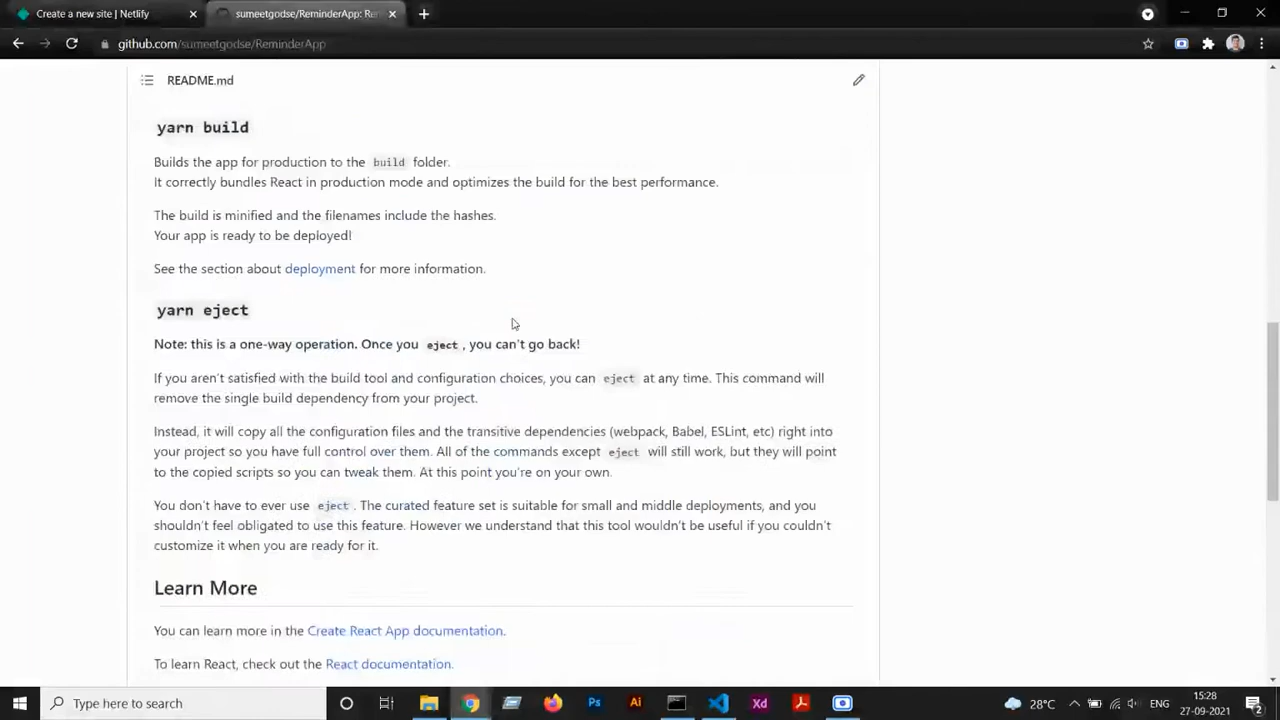 Create a new site | Netlify
sumeetgodse/ReminderApp: Re
github.com/sumeetgodse/ReminderApp
README.md
yarn build
Builds the app for production to the build folder.
It correctly bundles React in production mode and optimizes the build for the best performance.
The build is minified and the filenames include the hashes.
Your app is ready to be deployed!
See the section about deployment for more information.
yarn eject
Note: this is a one-way operation. Once you eject , you can't go back!
If you aren't satisfied with the build tool and configuration choices, you can eject at any time. This command will
remove the single build dependency from your project.
Instead, it will copy all the configuration files and the transitive dependencies (webpack, Babel, ESLint, etc) right into
your project so you have full control over them. All of the commands except eject will still work, but they will point
to the copied scripts so you can tweak them. At this point you're on your own.
You don't have to ever use eject . The curated feature set is suitable for small and middle deployments, and you
shouldn't feel obligated to use this feature. However we understand that this tool wouldn't be useful if you couldn't
customize it when you are ready for it.
Learn More
You can learn more in the Create React App documentation.
To learn React, check out the React documentation.
Type here to search
Ps
Ai
Xd
28°C
ENG
15:28
27-09-2021
2